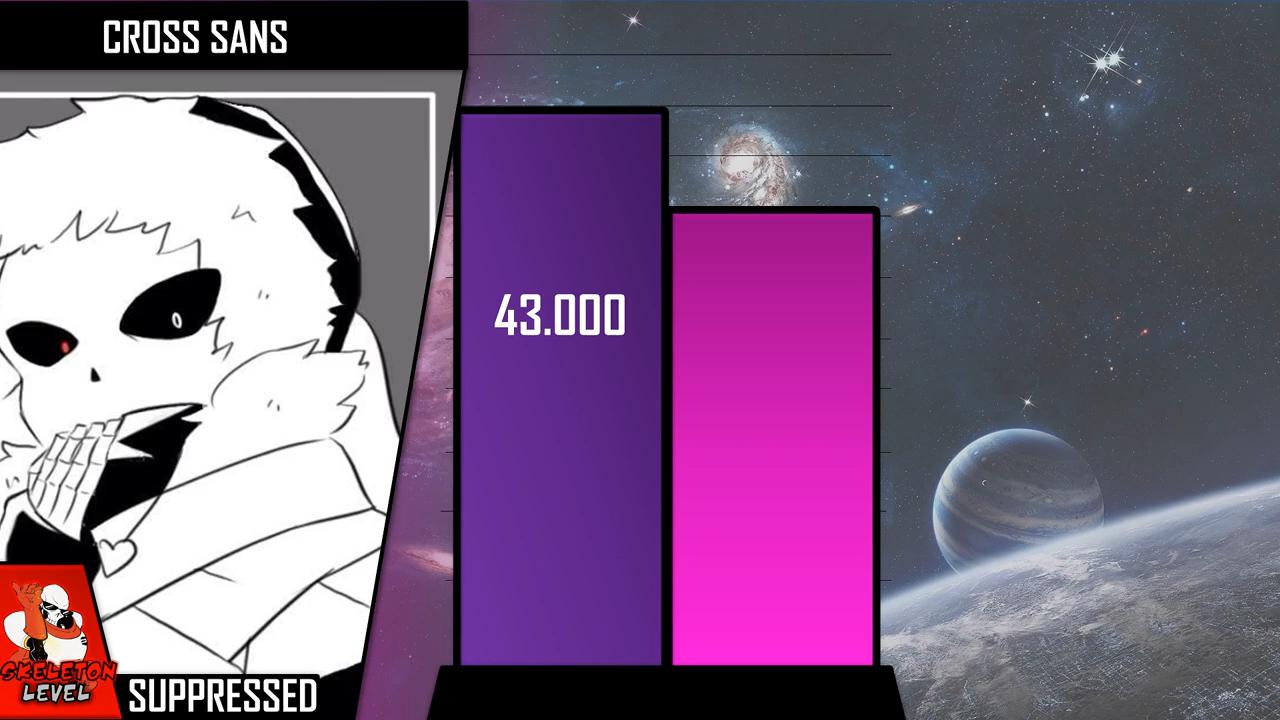 CROSS SANS
43.000
SKELETON
LEVEL
SUPPRESSED